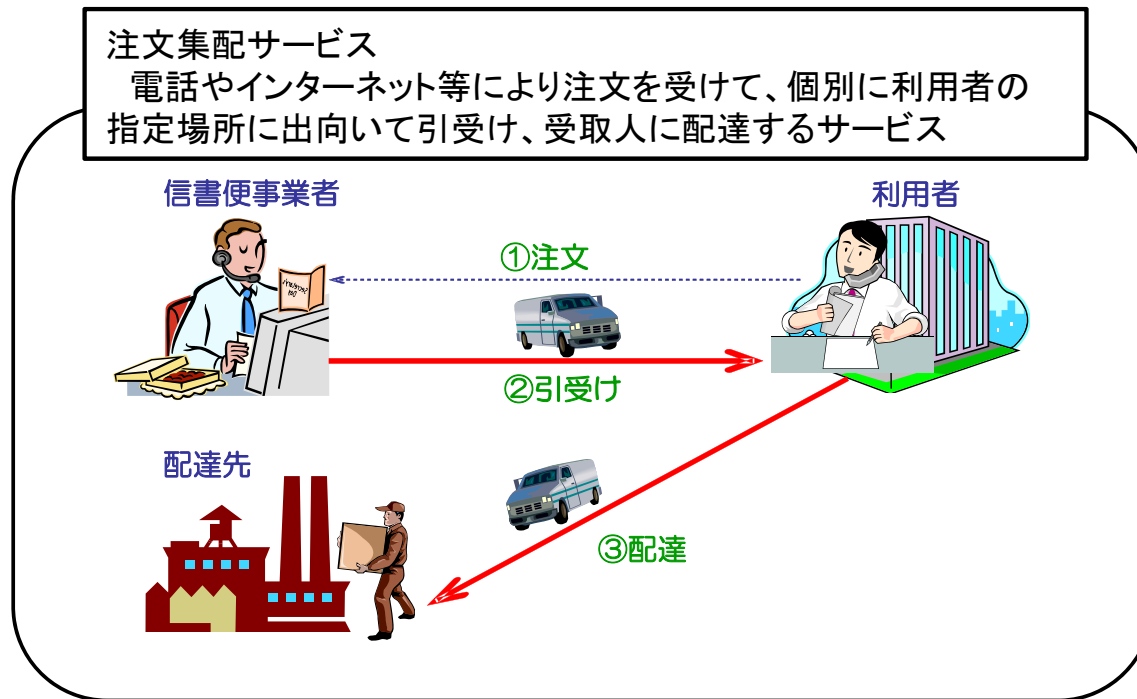 注文集配サービス
電話やインターネット等により注文を受けて、個別に利用者の
指定場所に出向いて引受け、受取人に配達するサービス
信書便事業者
利用者
①注文
②引受け
配達先
③配達